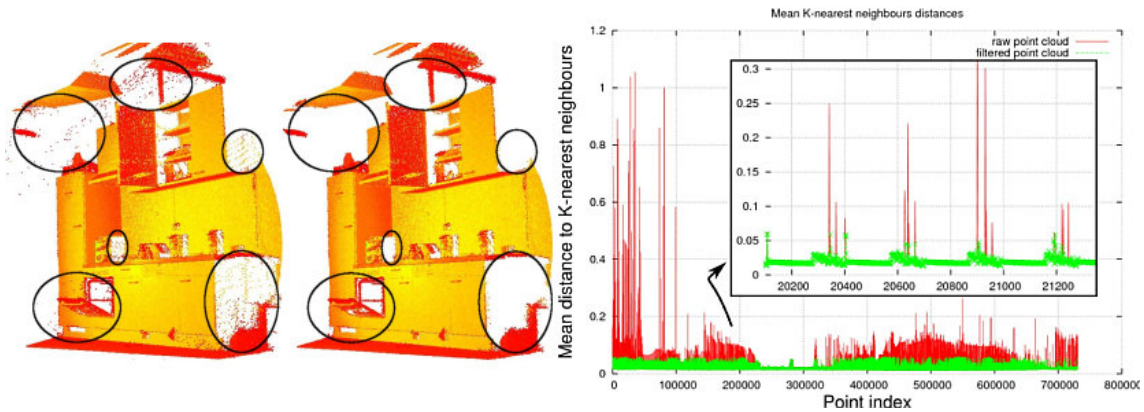 Mean K-nearest neighbours distances
Mean distance to K-nearest neighbours
1.2
1
0.8
0.6
0.4
0.2
0
raw point cloud
filtered point cloud
0.3
0.25
0.2
0.15
0.1
0.05
0
20200 20400 20600 20800 21000 21200
0 100000 200000 300000 400000 500000 600000 700000 800000
Point index